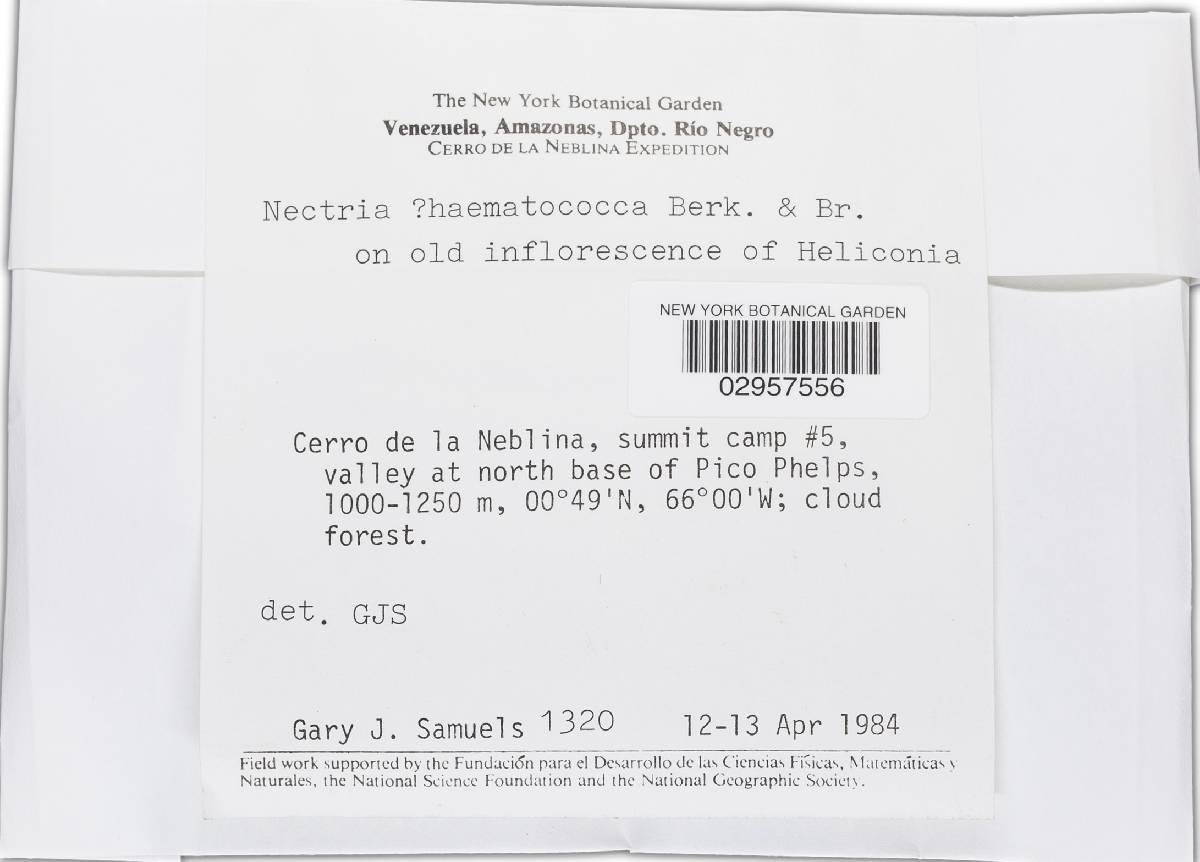 The New York Botanical Garden
Venezuela, Amazonas, Dpto. Río Negro
CERRO DE LA NEBLINA EXPEDITION
Nectria ?haematococca Berk. & Br.
on old inflorescence of Heliconia
NEW YORK BOTANICAL GARDEN
02957556
Cerro de la Neblina, summit camp #5,
valley at north base of Pico Phelps,
1000-1250 m, 00°49'N, 66°00'W; cloud
forest.
det. GJS
Gary J. Samuels 1320 12-13 Apr 1984
Field work supported by the Fundación para el Desarrollo de las Ciencias Físicas, Matemáticas y
Naturales, the National Science Foundation and the National Geographic Society.